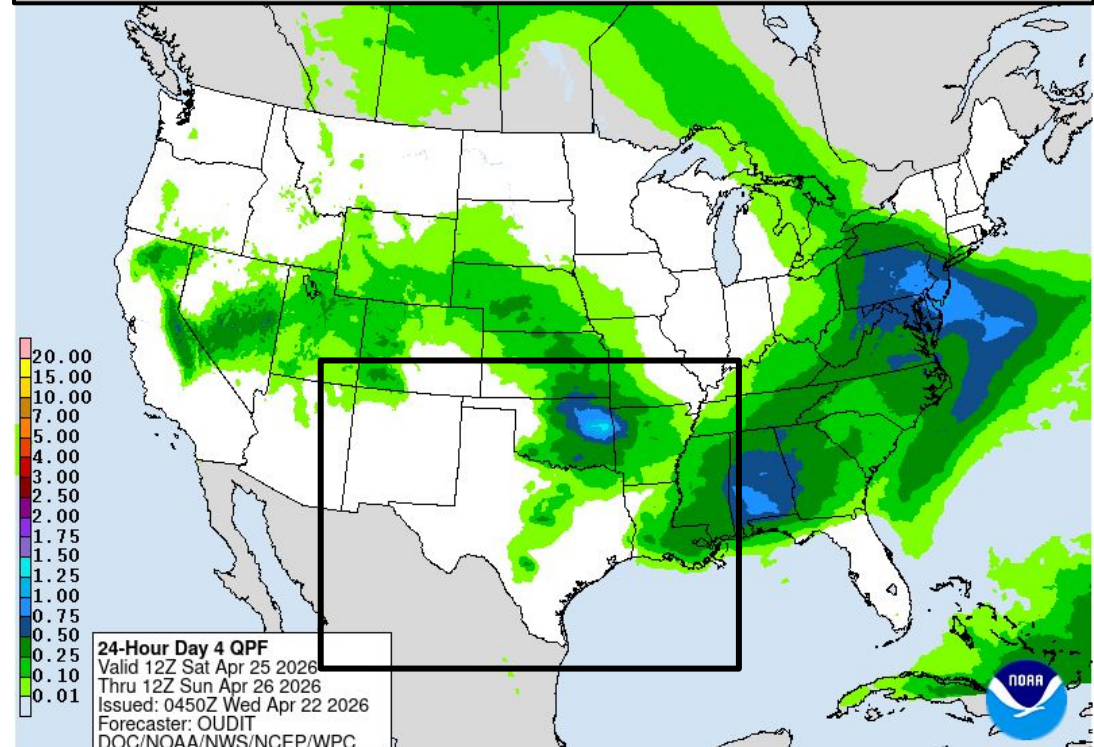 20.00
15.00
10.00
7.00
5.00
4.00
3.00
2.50
2.00
1.75
1.50
1.25
1.00
0.75
0.50
0.25
0.10
0.01
24-Hour Day 4 QPF
Valid 12Z Sat Apr 25 2026
Thru 12Z Sun Apr 26 2026
Issued: 0450Z Wed Apr 22 2026
Forecaster: OUDIT
DOC/NOAA/NWS/NCEP/WPC
NOAA